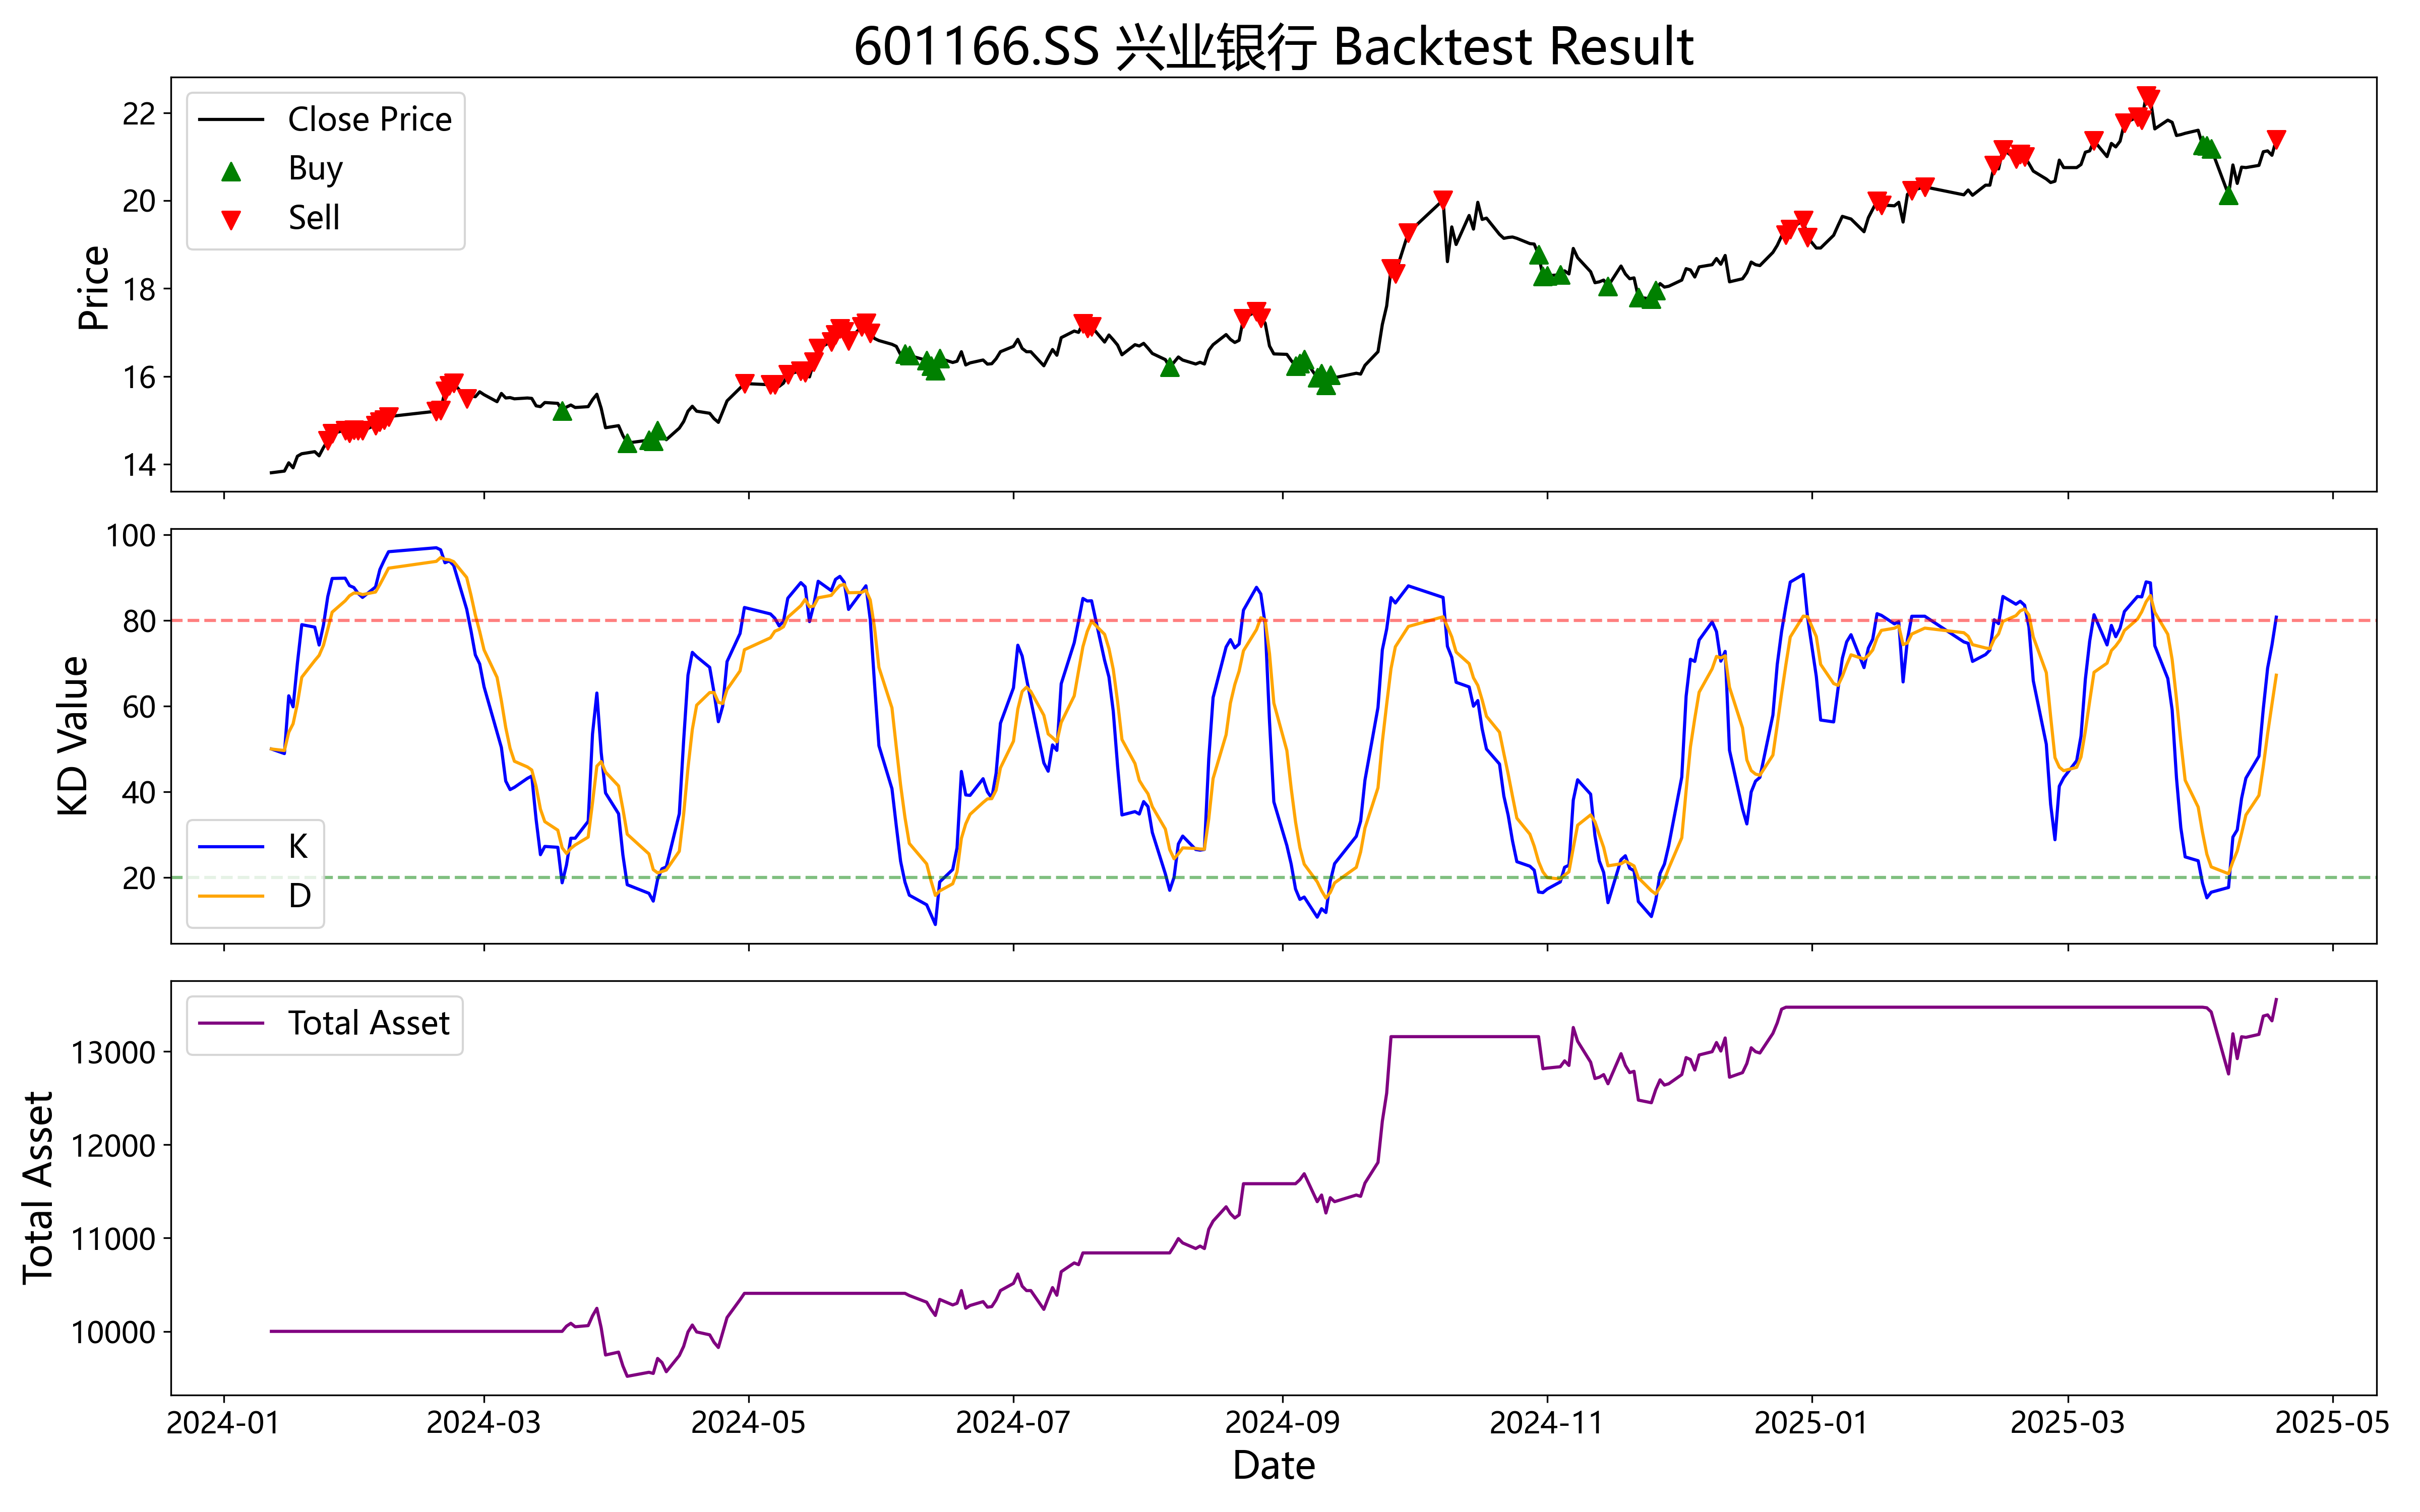 601166.SS 兴业银行 Backtest Result
Price
22
20
18
16
14
Close Price
Buy
Sell
KD Value
100
80
60
40
20
K
D
Total Asset
13000
12000
11000
10000
Total Asset
2024-01
2024-03
2024-05
2024-07
2024-09
2024-11
2025-01
2025-03
2025-05
Date